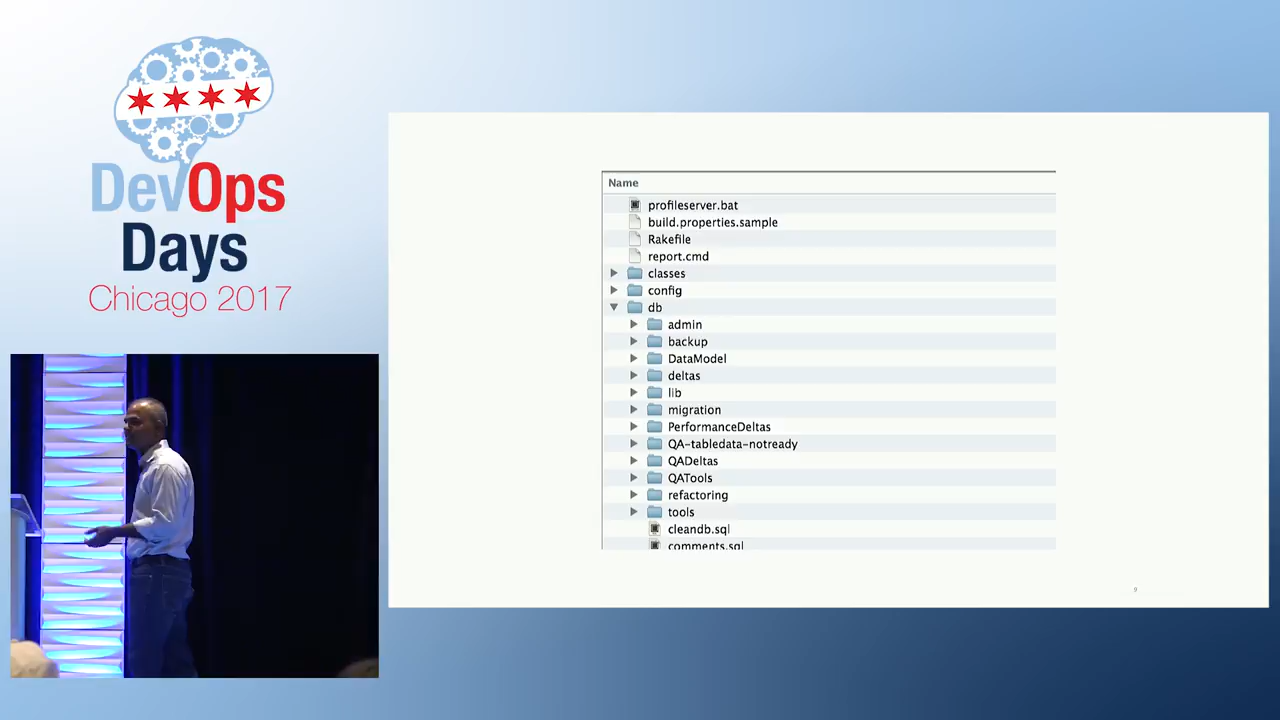 DevOps
Days
Chicago 2017
Name
profileserver.bat
build.properties.sample
Rakefile
report.cmd
classes
config
db
admin
backup
DataModel
deltas
lib
migration
PerformanceDeltas
QA-tabledata-notready
QADeltas
QATools
refactoring
tools
cleandb.sql
comments.sql
9